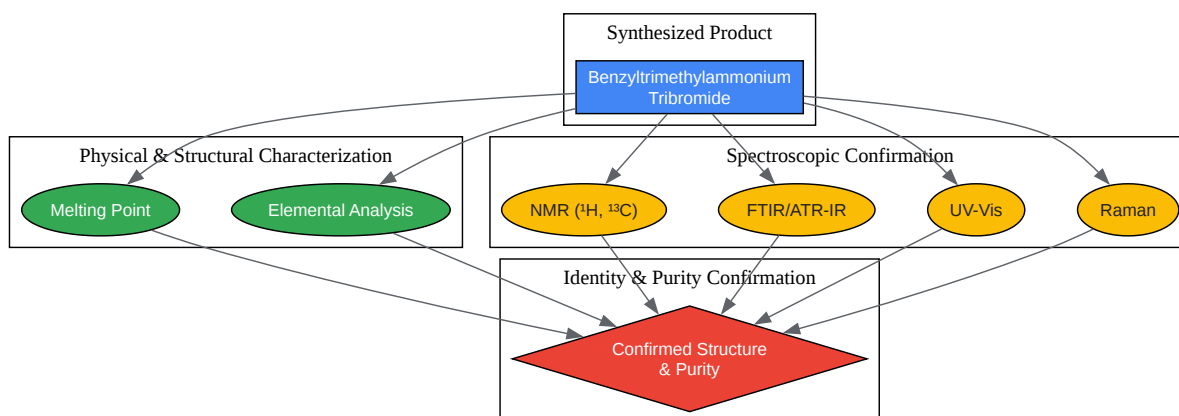 Synthesized Product
Benzyltrimethylammonium
Tribromide
Physical & Structural Characterization
Spectroscopic Confirmation
Melting Point
Elemental Analysis
NMR (¹H, ¹³C)
FTIR/ATR-IR
UV-Vis
Raman
Identity & Purity Confirmation
Confirmed Structure
& Purity